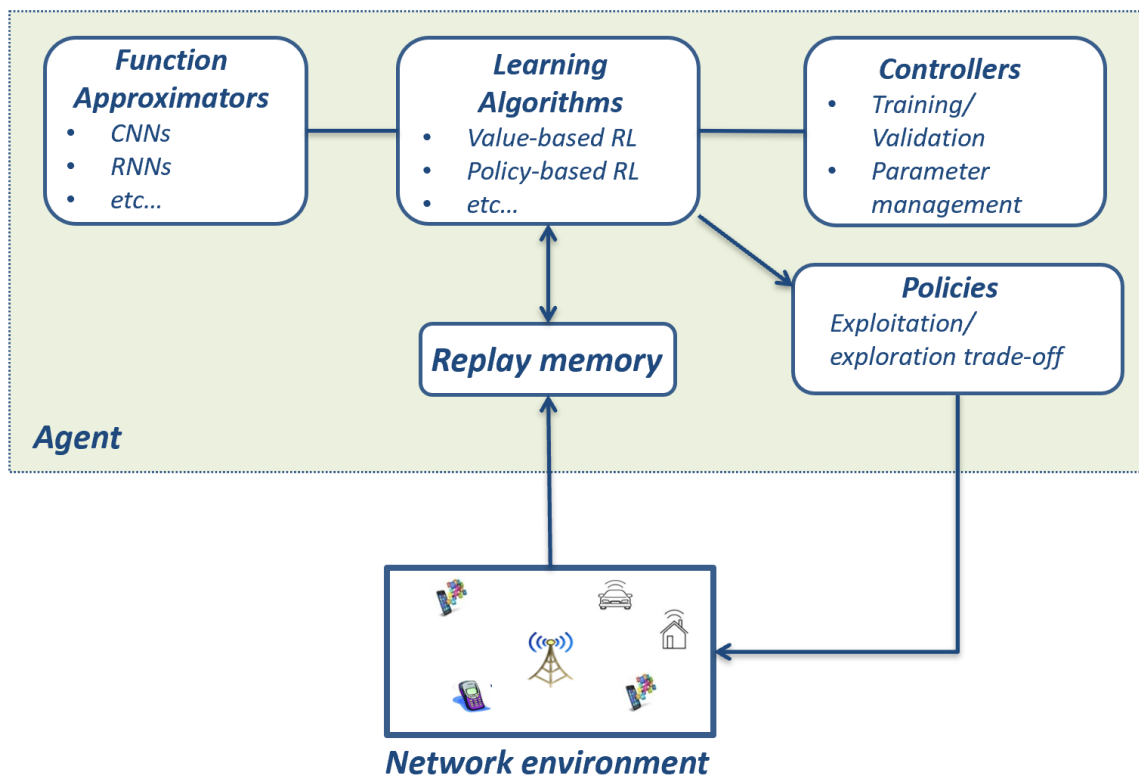 Function
Approximators
• CNNs
• RNNs
• etc...
Learning
Algorithms
• Value-based RL
• Policy-based RL
• etc...
Controllers
• Training/
Validation
• Parameter
management
Policies
Exploitation/
exploration trade-off
Replay memory
Agent
Network environment